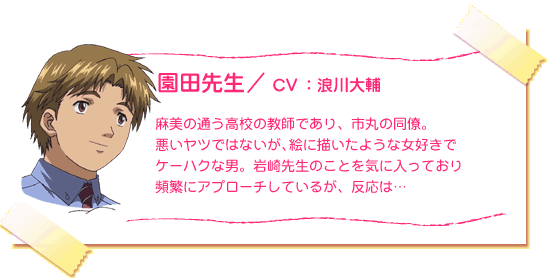 園田先生／ CV ：浪川大輔
麻美の通う高校の教師であり、市丸の同僚。
悪いヤツではないが、絵に描いたような女好きで
ケーハクな男。岩崎先生のことを気に入っており
頻繁にアプローチしているが、反応は…